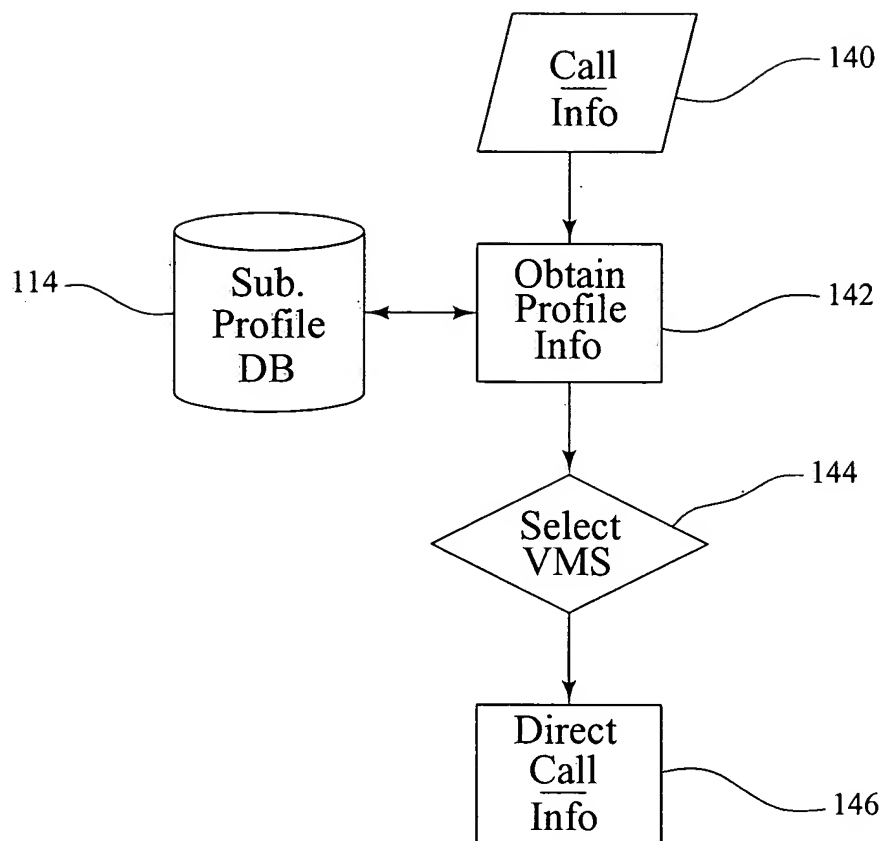 Call
Info
140
Obtain
Profile
Info
142
Sub.
Profile
DB
114
Select
VMS
144
Direct
Call
Info
146